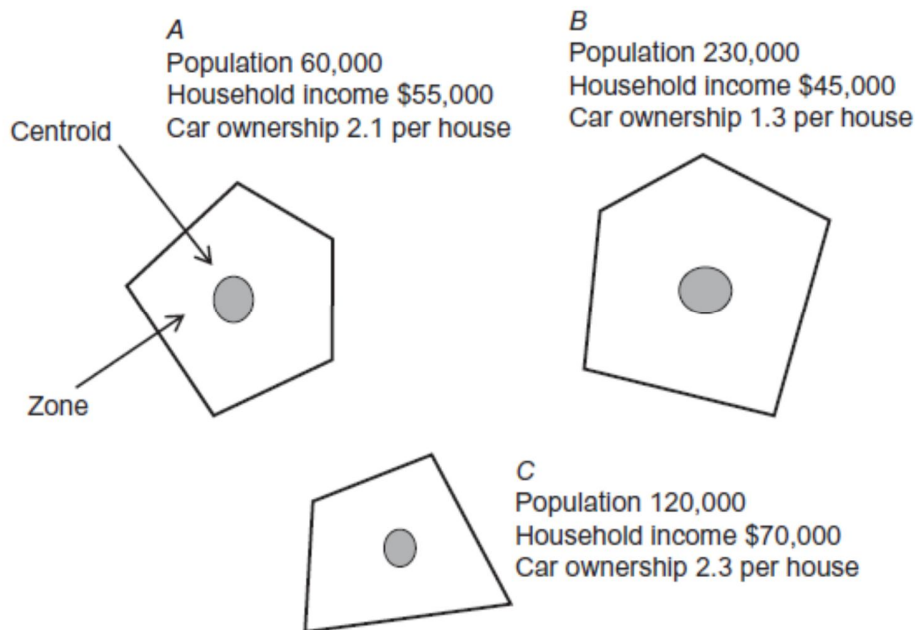 A
Population 60,000
Household income $55,000
Car ownership 2.1 per house
B
Population 230,000
Household income $45,000
Car ownership 1.3 per house
Centroid
Zone
C
Population 120,000
Household income $70,000
Car ownership 2.3 per house